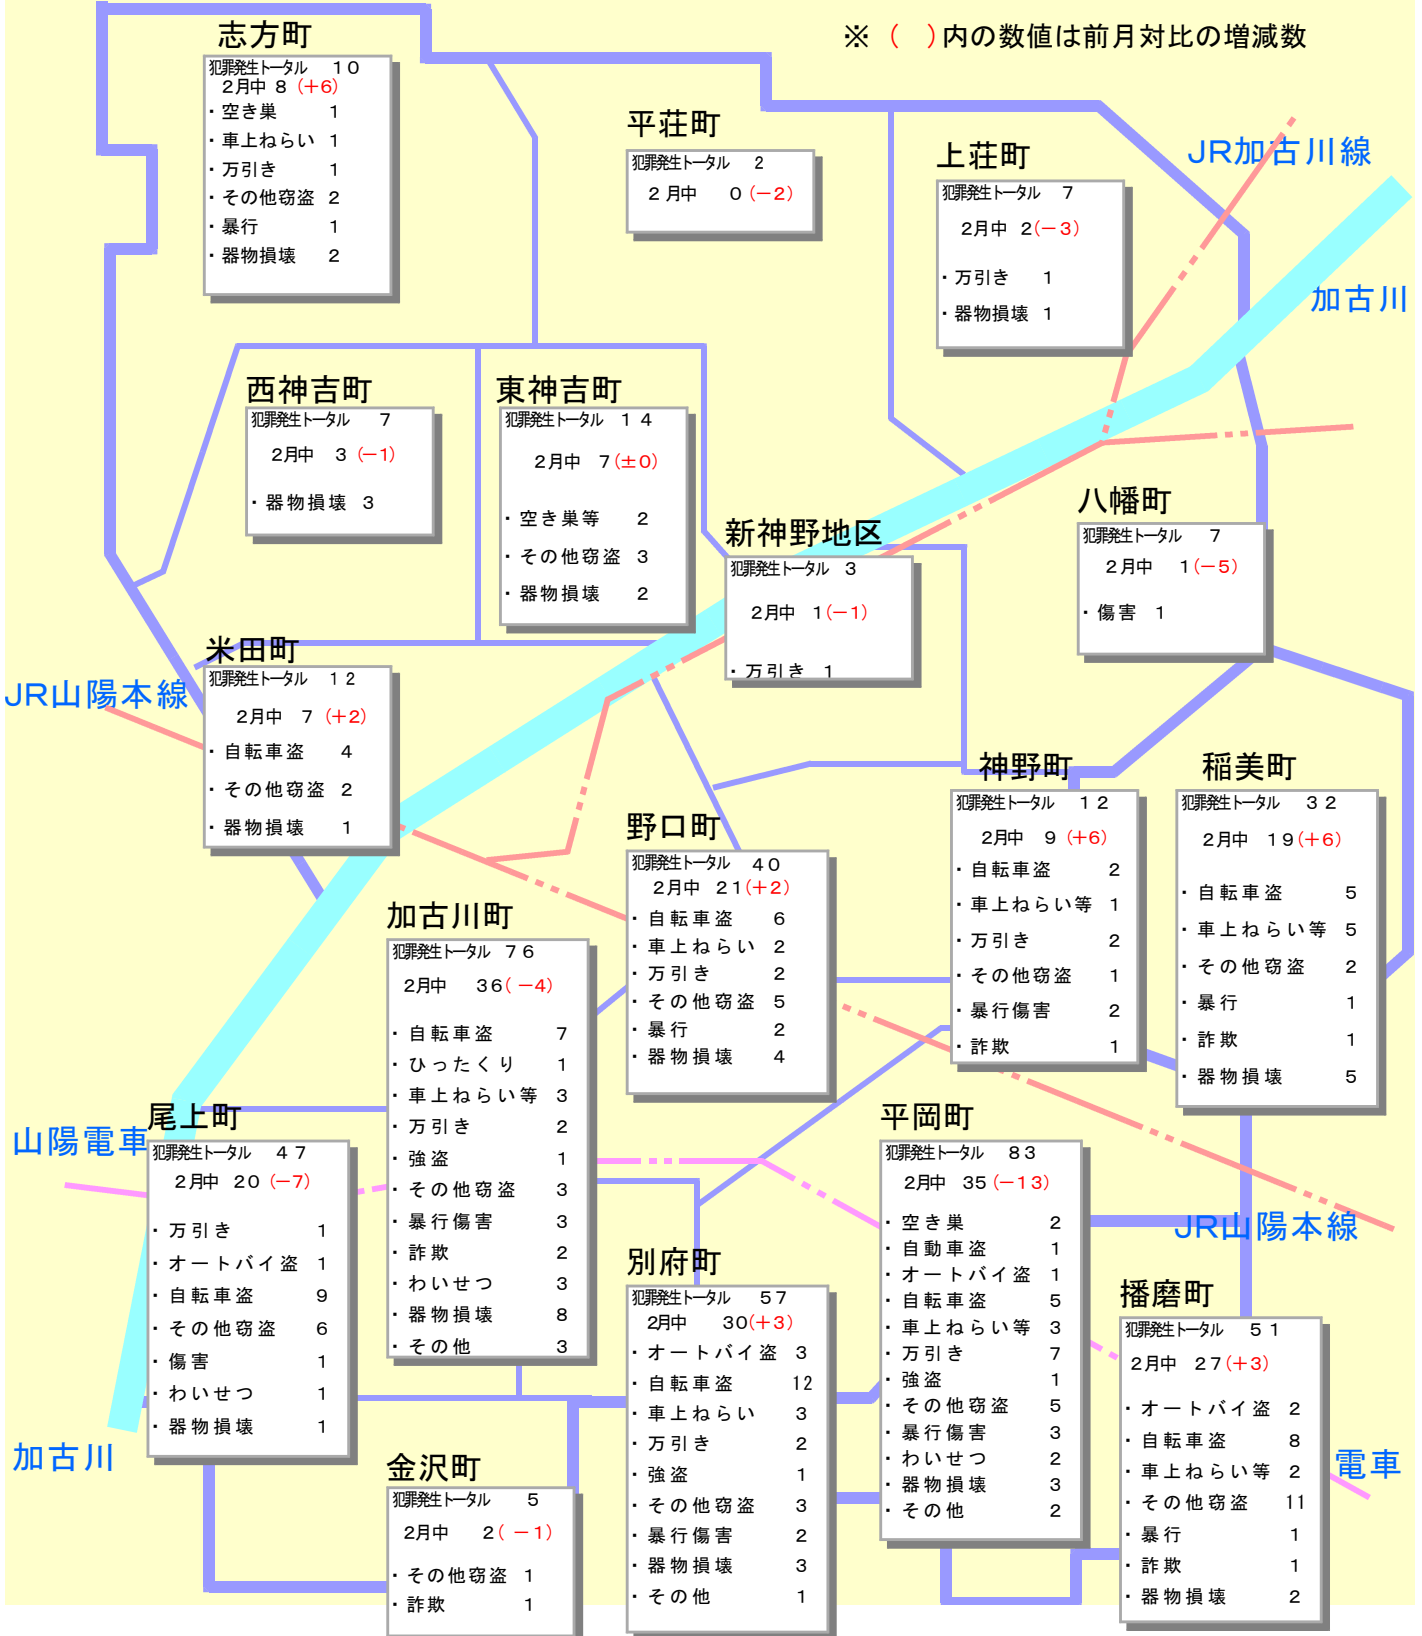 ※（　）内の数値は前月対比の増減数
志方町
犯罪発生トータル　10
2月中 8 (＋6)
・空き巣　1
・車上ねらい 1
・万引き　1
・その他窃盗 2
・暴行　1
・器物損壊　2
平荘町
犯罪発生トータル　2
2月中　0 (－2)
上荘町
犯罪発生トータル　7
2月中 2(－3)
・万引き　1
・器物損壊 1
JR加古川線
加古川
西神吉町
犯罪発生トータル　7
2月中　3 (－1)
・器物損壊 3
東神吉町
犯罪発生トータル　14
2月中　7(±0)
・空き巣等　2
・その他窃盗 3
・器物損壊　2
新神野地区
犯罪発生トータル　3
2月中　1(－1)
・万引き 1
八幡町
犯罪発生トータル　7
2月中　1(－5)
・傷害 1
米田町
犯罪発生トータル　12
2月中　7 (＋2)
・自転車盗　4
・その他窃盗 2
・器物損壊　1
JR山陽本線
野口町
犯罪発生トータル　40
2月中 21(＋2)
・自転車盗　6
・車上ねらい 2
・万引き　2
・その他窃盗 5
・暴行　2
・器物損壊　4
神野町
犯罪発生トータル　12
2月中　9 (＋6)
・自転車盗　2
・車上ねらい等 1
・万引き　2
・その他窃盗　1
・暴行傷害　2
・詐欺　1
稲美町
犯罪発生トータル　32
2月中　19(＋6)
・自転車盗　5
・車上ねらい等 5
・その他窃盗　2
・暴行　1
・詐欺　1
・器物損壊　5
加古川町
犯罪発生トータル　76
2月中　36(－4)
・自転車盗　7
・ひったくり　1
・車上ねらい等 3
・万引き　2
・強盗　1
・その他窃盗　3
・暴行傷害　3
・詐欺　2
・わいせつ　3
・器物損壊　8
・その他　3
山陽電車
尾上町
犯罪発生トータル　47
2月中 20 (－7)
・万引き　1
・オートバイ盗 1
・自転車盗　9
・その他窃盗　6
・傷害　1
・わいせつ　1
・器物損壊　1
加古川
別府町
犯罪発生トータル　57
2月中　30(＋3)
・オートバイ盗 3
・自転車盗　12
・車上ねらい　3
・万引き　2
・強盗　1
・その他窃盗　3
・暴行傷害　2
・器物損壊　3
・その他　1
平岡町
犯罪発生トータル　83
2月中 35(－13)
・空き巣　2
・自動車盗　1
・オートバイ盗 1
・自転車盗　5
・車上ねらい等 3
・万引き　7
・強盗　1
・その他窃盗　5
・暴行傷害　3
・わいせつ　2
・器物損壊　3
・その他　2
JR山陽本線
播磨町
犯罪発生トータル　51
2月中　27(＋3)
・オートバイ盗 2
・自転車盗　8
・車上ねらい等 2
・その他窃盗　11
・暴行　1
・詐欺　1
・器物損壊　2
電車
金沢町
犯罪発生トータル　5
2月中　2(－1)
・その他窃盗 1
・詐欺　1